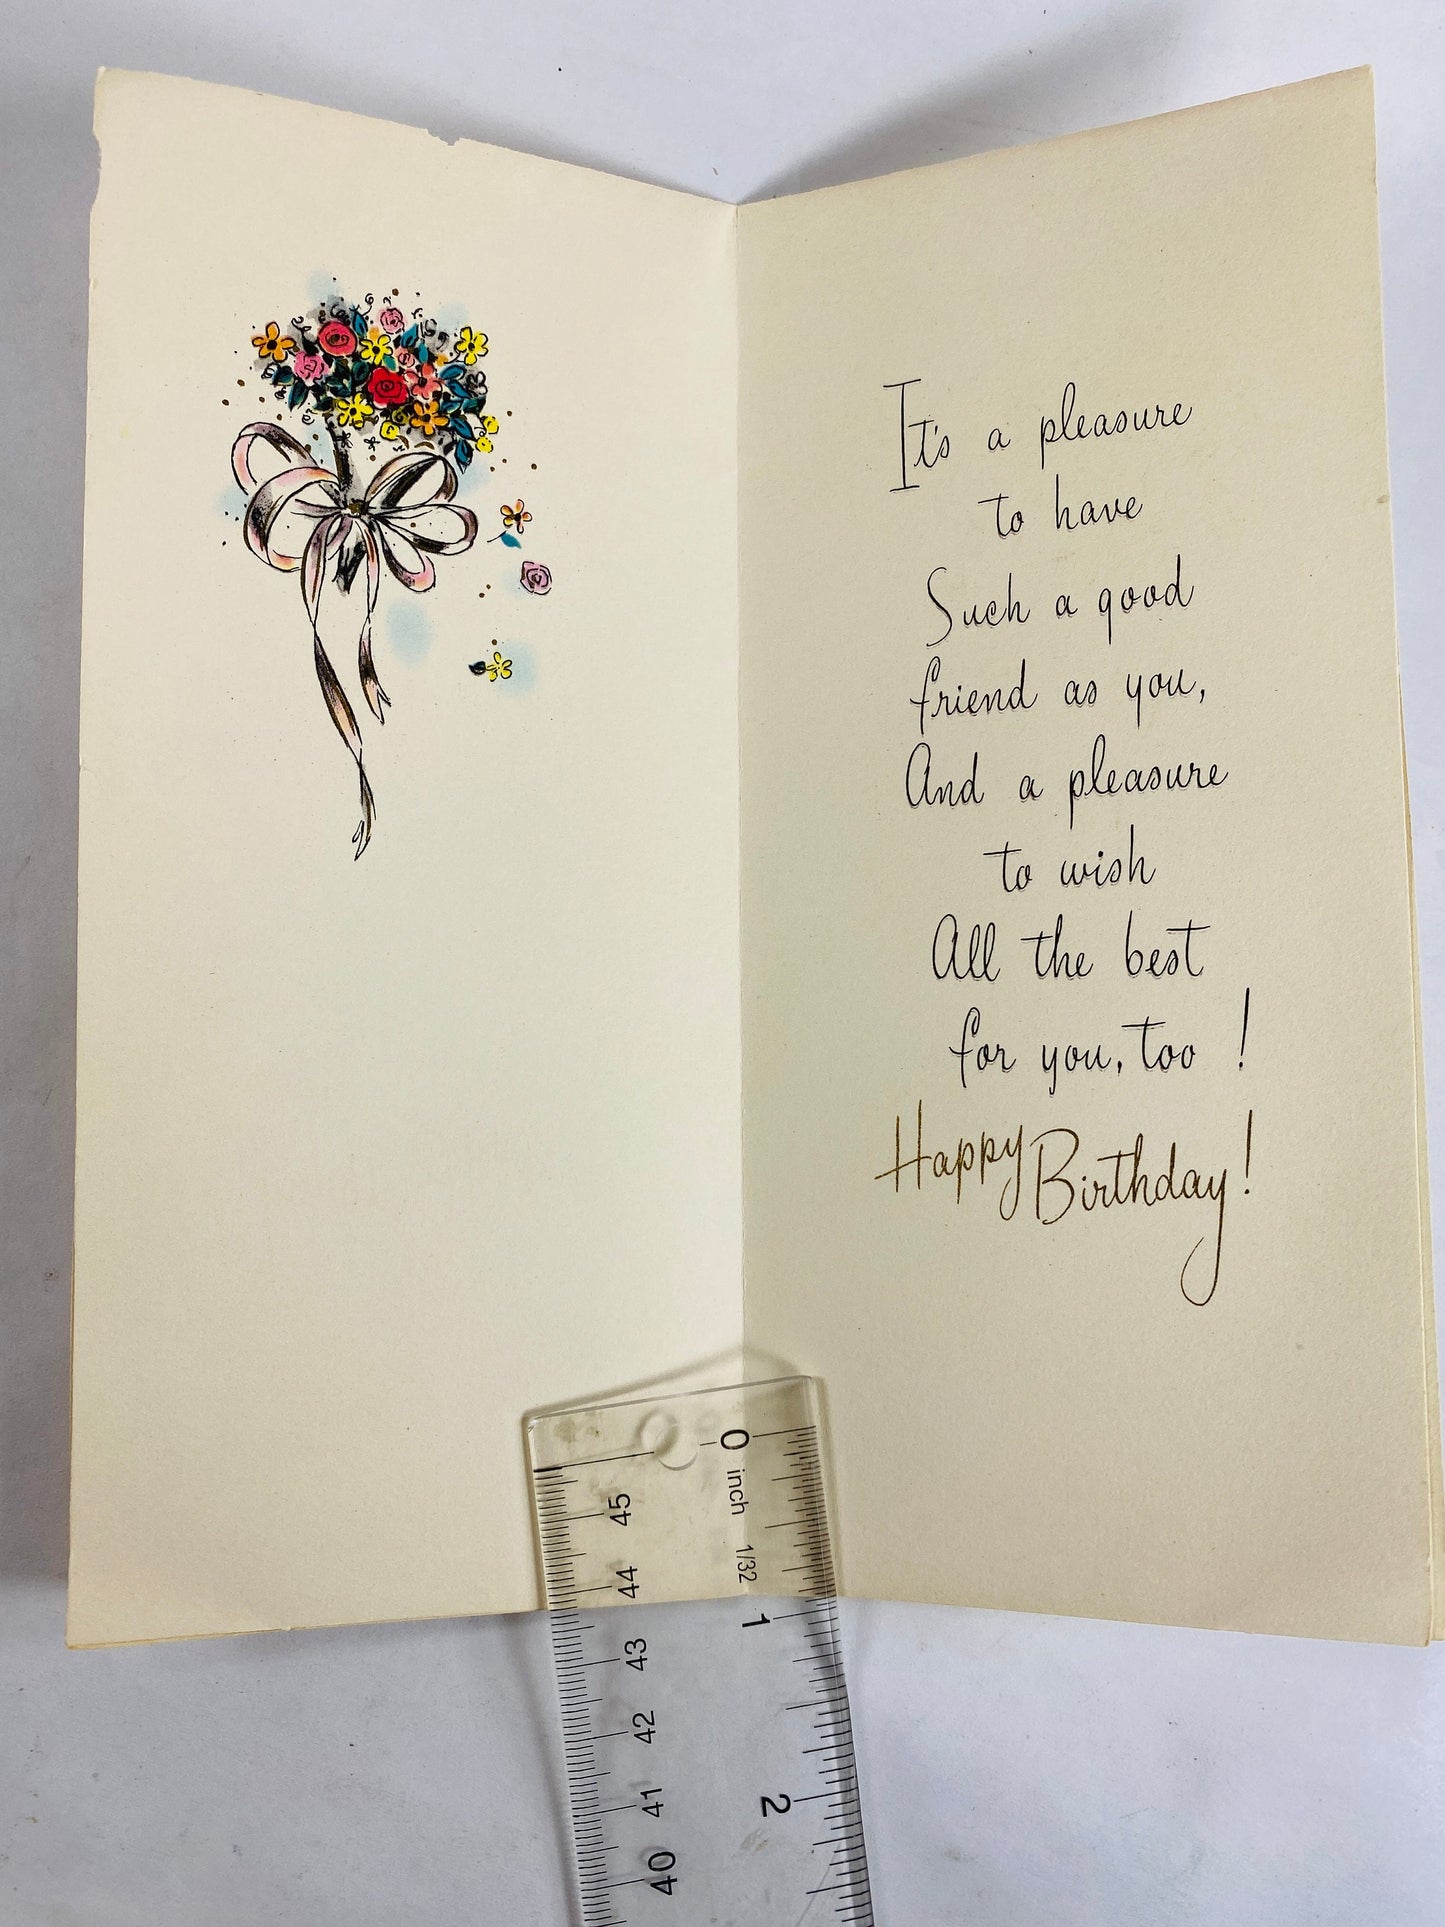 It's a pleasure
to have
Such a good
friend as you,
And a pleasure
to wish
All the best
for you, too !
Happy Birthday!
0
inch
1/32
1
2
45
44
43
42
41
40